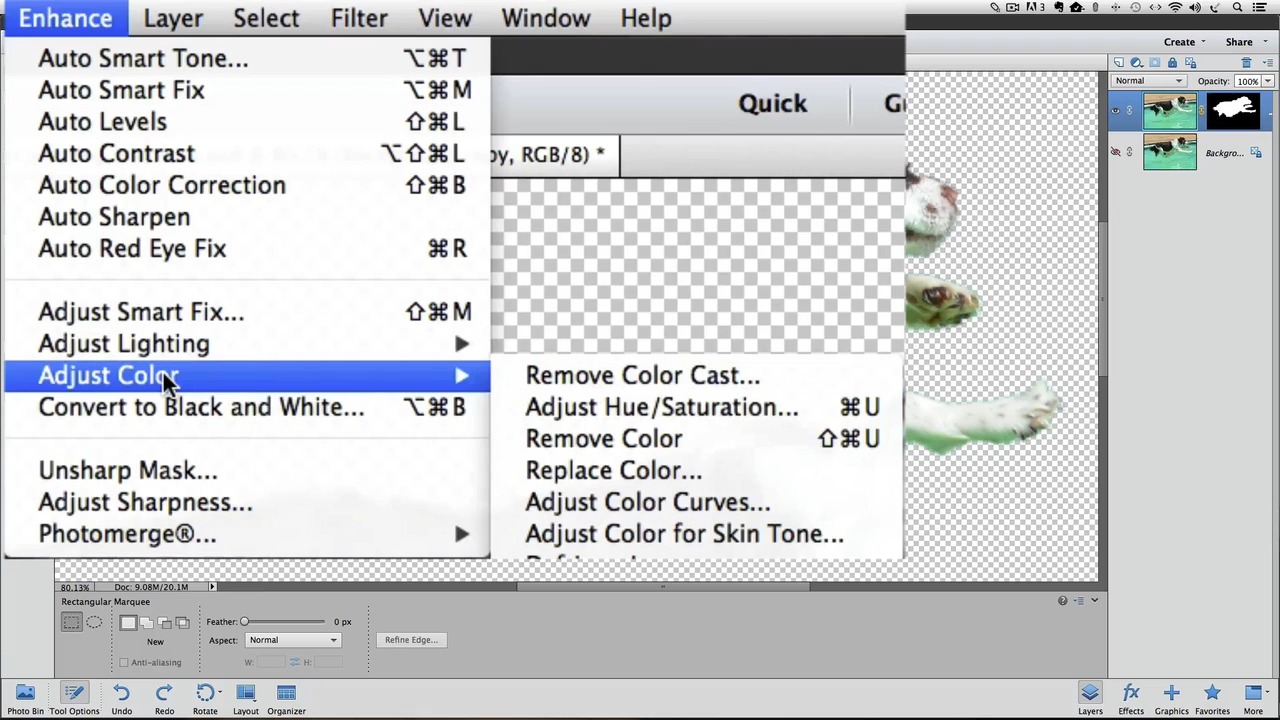 Enhance Layer Select Filter View Window Help
3
Auto Smart Tone... ⌥⌘T
Auto Smart Fix ⌥⌘M
Auto Levels ⇧⌘L
Auto Contrast ⌥⇧⌘L
Auto Color Correction ⇧⌘B
Auto Sharpen
Auto Red Eye Fix ⌘R
Adjust Smart Fix... ⇧⌘M
Adjust Lighting
Adjust Color
Convert to Black and White... ⌥⌘B
Unsharp Mask...
Adjust Sharpness...
Photomerge®...
Quick
py, RGB/8) *
Remove Color Cast...
Adjust Hue/Saturation... ⌘U
Remove Color ⇧⌘U
Replace Color...
Adjust Color Curves...
Adjust Color for Skin Tone...
Create Share
Normal Opacity: 100%
Backgro...
80.13% Doc: 9.08M/20.1M
Rectangular Marquee
New
Anti-aliasing
Feather: 0 px
Aspect: Normal
W: H:
Refine Edge...
Photo Bin Tool Options Undo Redo Rotate Layout Organizer
Layers Effects Graphics Favorites More